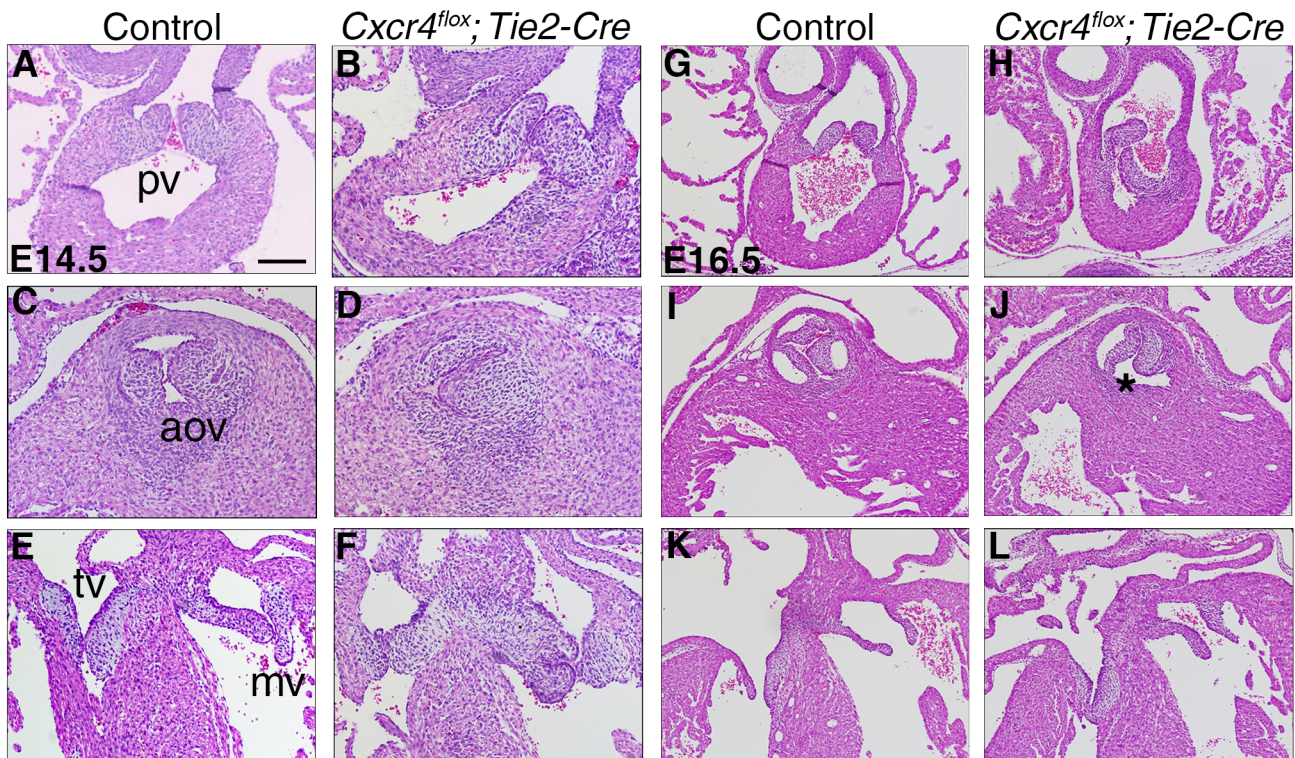 Control Cxcr4flox; Tie2-Cre Control Cxcr4flox; Tie2-Cre
A B G H
pv
E14.5 E16.5
C D I J
*
aov
E F K L
tv
mv